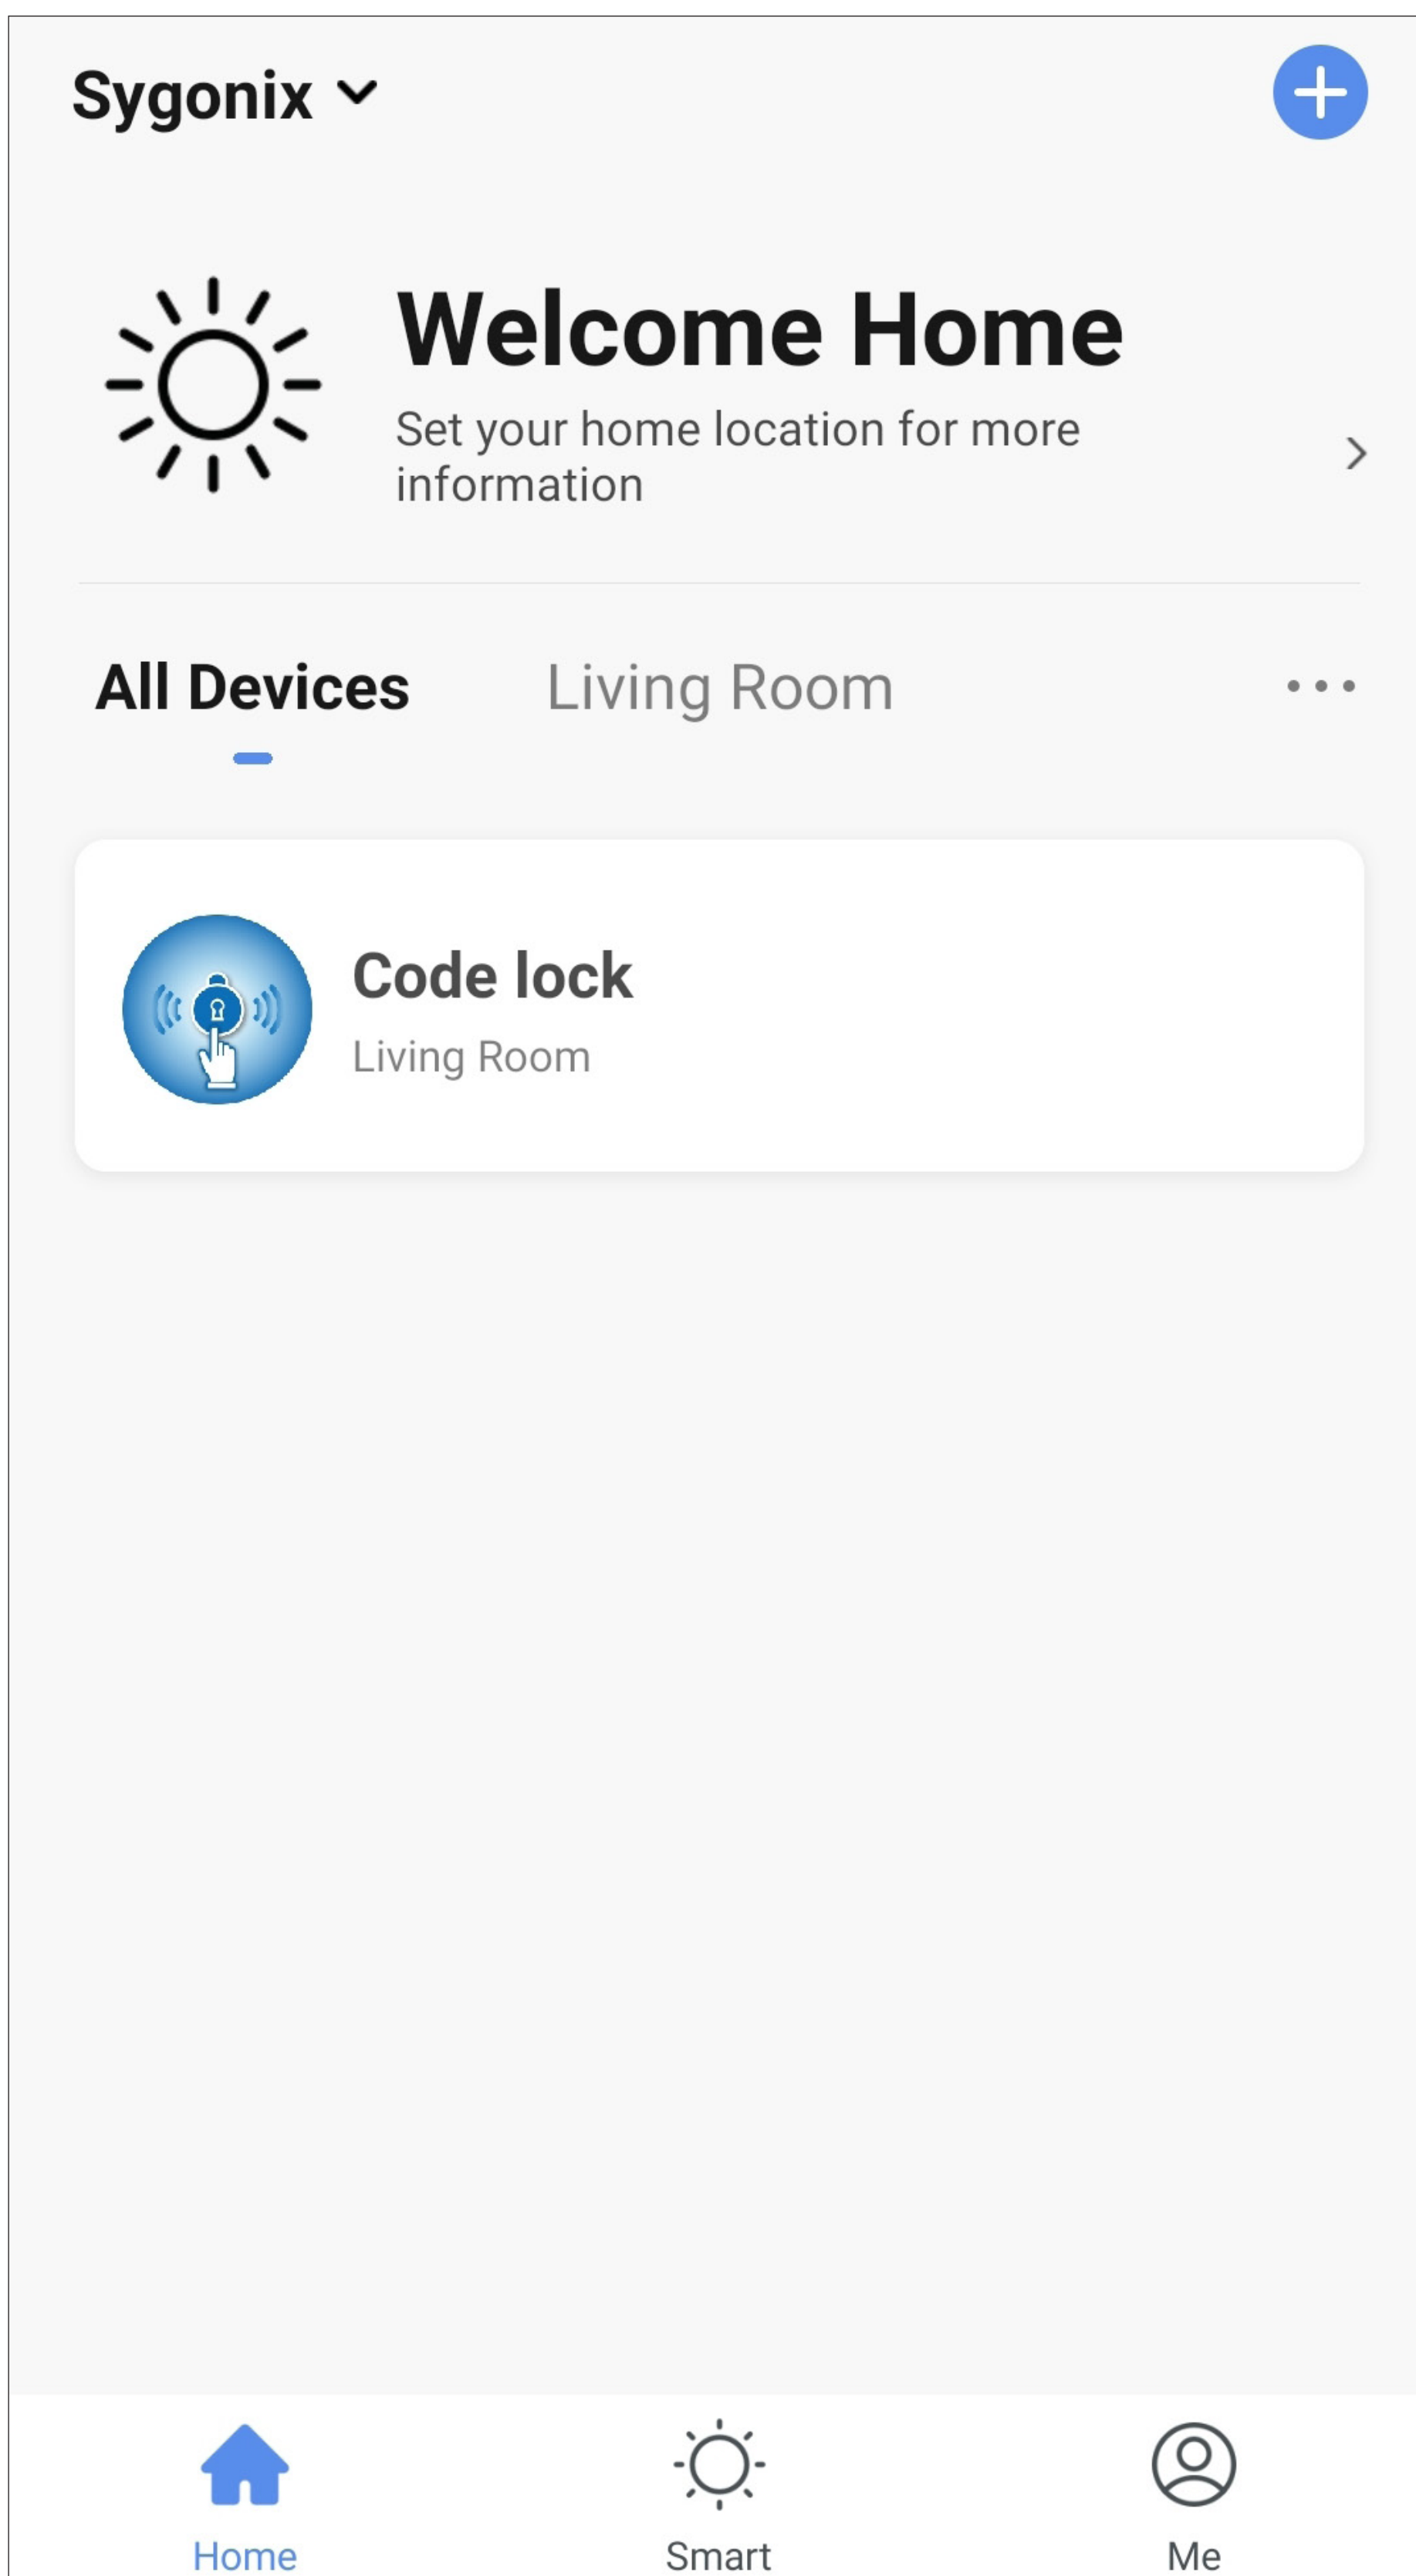 Sygonix
Welcome Home
Set your home location for more
information
All Devices
Living Room
Code lock
Living Room
Home
Smart
Me